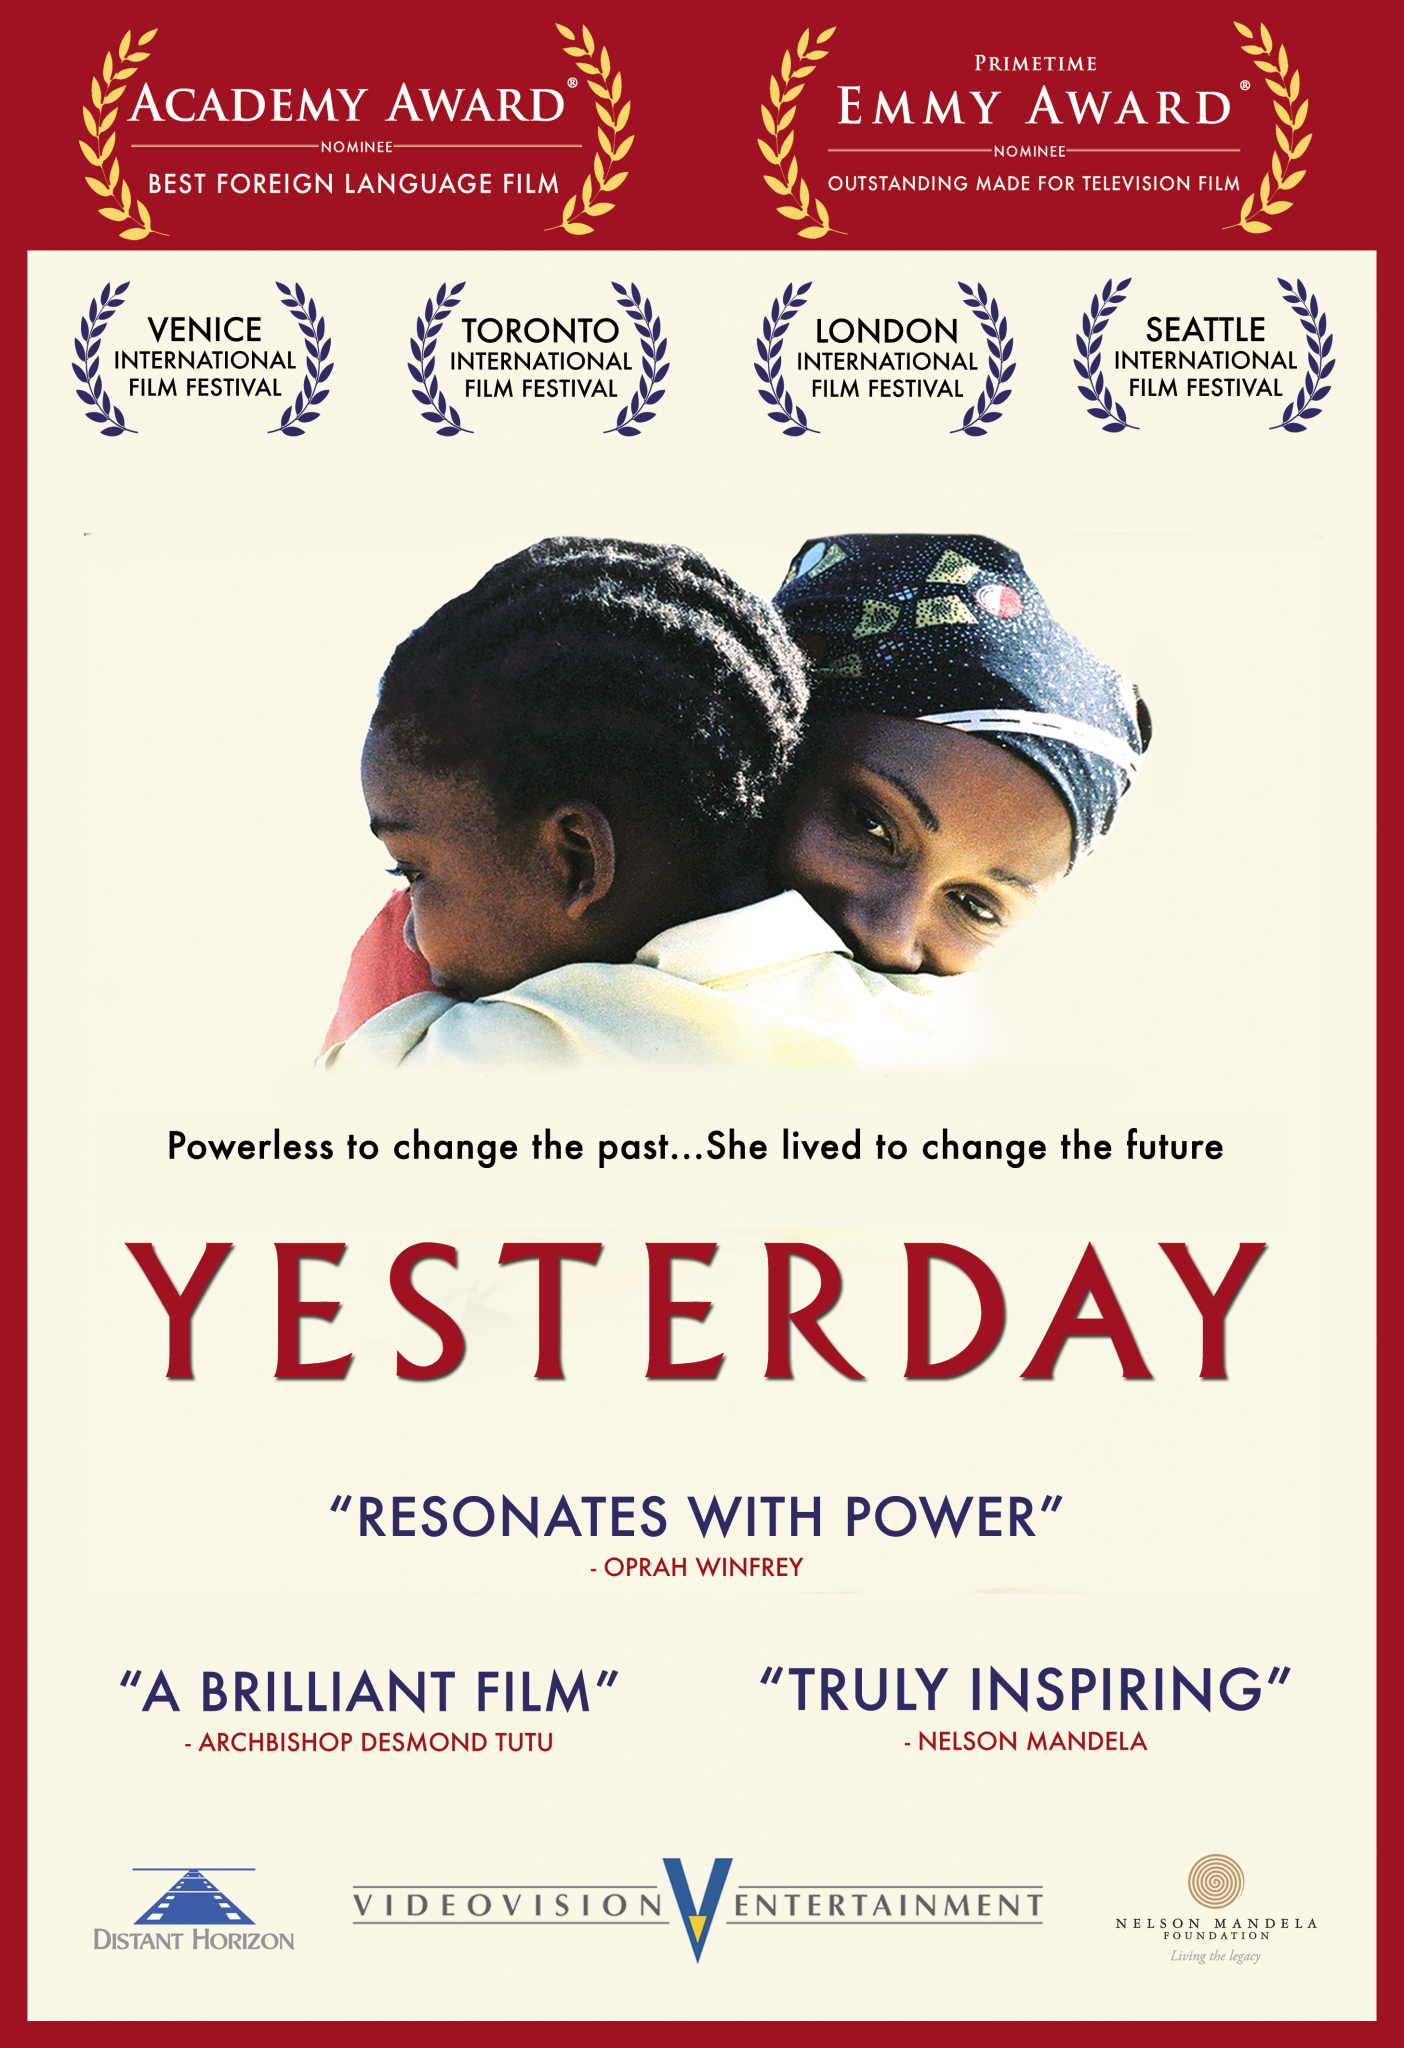 ACADEMY AWARD®
NOMINEE
BEST FOREIGN LANGUAGE FILM
PRIMETIME
EMMY AWARD®
NOMINEE
OUTSTANDING MADE FOR TELEVISION FILM
VENICE
INTERNATIONAL
FILM FESTIVAL
TORONTO
INTERNATIONAL
FILM FESTIVAL
LONDON
INTERNATIONAL
FILM FESTIVAL
SEATTLE
INTERNATIONAL
FILM FESTIVAL
Powerless to change the past...She lived to change the future
YESTERDAY
"RESONATES WITH POWER"
- OPRAH WINFREY
"A BRILLIANT FILM"
- ARCHBISHOP DESMOND TUTU
"TRULY INSPIRING"
- NELSON MANDELA
DISTANT HORIZON
VIDEOVISION V ENTERTAINMENT
NELSON MANDELA
FOUNDATION
Living the legacy